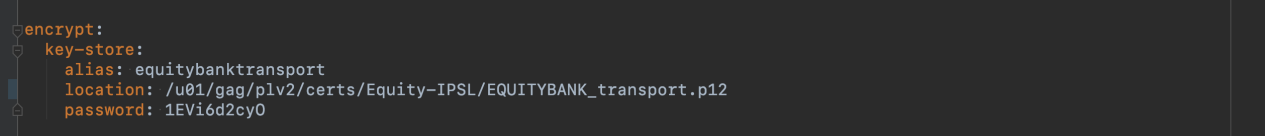 encrypt:
key-store:
alias: equitybanktransport
location: /u01/gag/plv2/certs/Equity-IPSL/EQUITYBANK_transport.p12
password: 1EVi6d2cyO